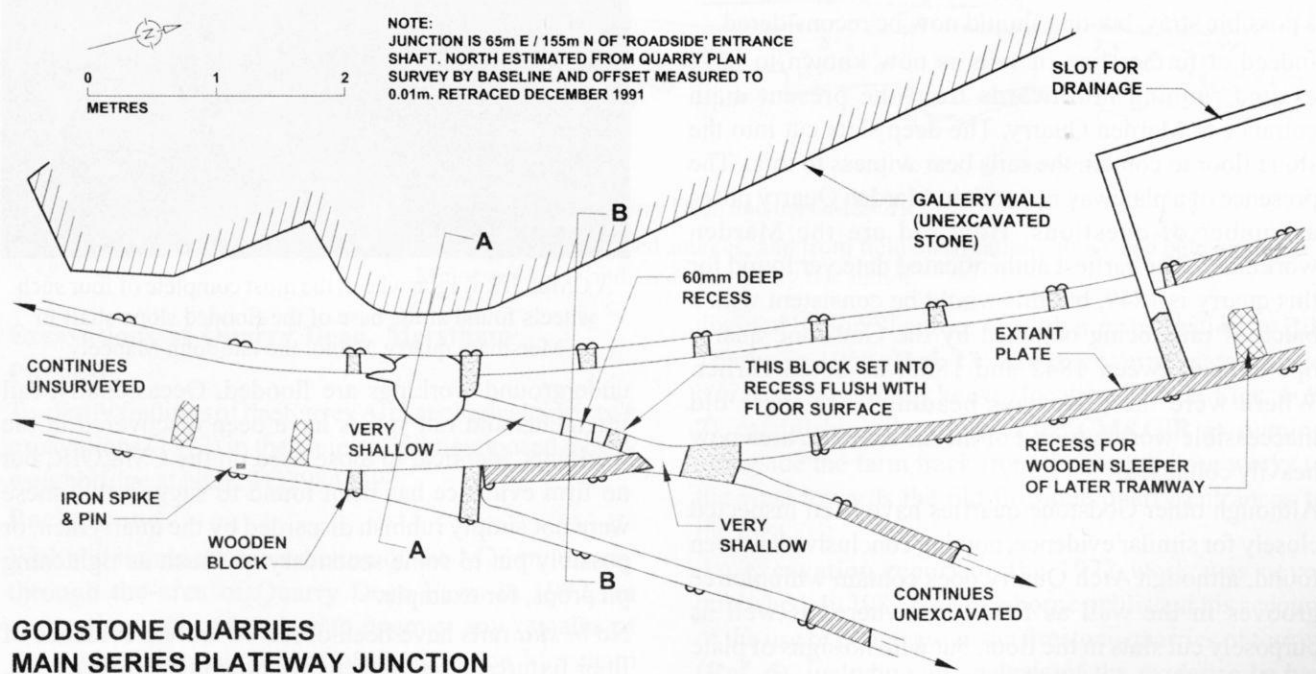 NOTE:
JUNCTION IS 65m E / 155m N OF 'ROADSIDE' ENTRANCE
SHAFT. NORTH ESTIMATED FROM QUARRY PLAN
SURVEY BY BASELINE AND OFFSET MEASURED TO
0.01m. RETRACED DECEMBER 1991
Z
0 1 2
METRES
SLOT FOR
DRAINAGE
GALLERY WALL
(UNEXCAVATED
STONE)
B
A
60mm DEEP
RECESS
CONTINUES
UNSURVEYED
THIS BLOCK SET INTO
RECESS FLUSH WITH
FLOOR SURFACE
EXTANT
PLATE
VERY
SHALLOW
IRON SPIKE
& PIN
WOODEN
BLOCK
A
B
VERY
SHALLOW
RECESS FOR
WOODEN SLEEPER
OF LATER TRAMWAY
CONTINUES
UNEXCAVATED
GODSTONE QUARRIES
MAIN SERIES PLATEWAY JUNCTION